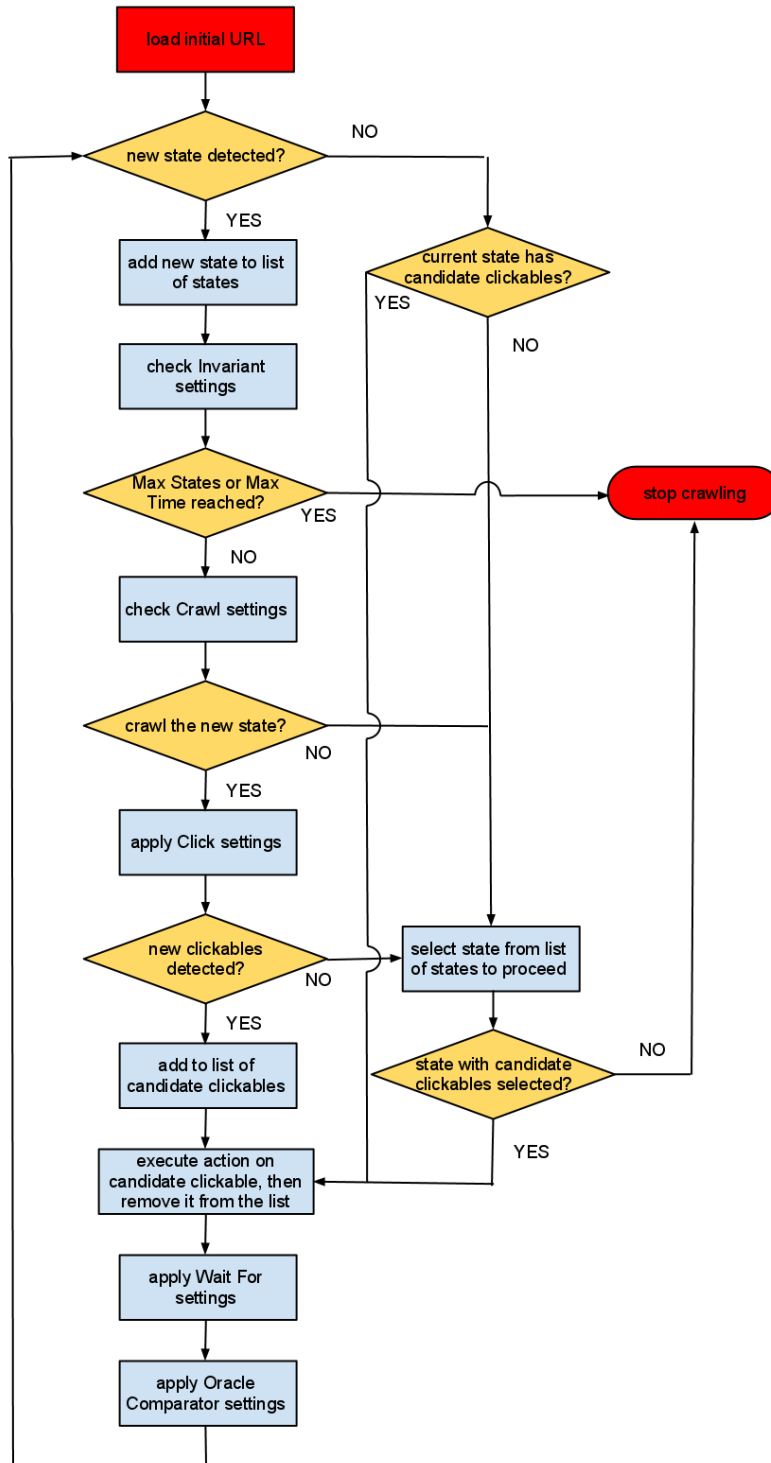 load initial URL
NO
new state detected?
YES
add new state to list
of states
current state has
candidate clickables?
YES
NO
check Invariant
settings
Max States or Max
Time reached?
YES
stop crawling
NO
check Crawl settings
crawl the new state?
NO
YES
apply Click settings
new clickables
detected?
NO
select state from list
of states to proceed
YES
add to list of
candidate clickables
state with candidate
clickables selected?
NO
YES
execute action on
candidate clickable, then
remove it from the list
apply Wait For
settings
apply Oracle
Comparator settings